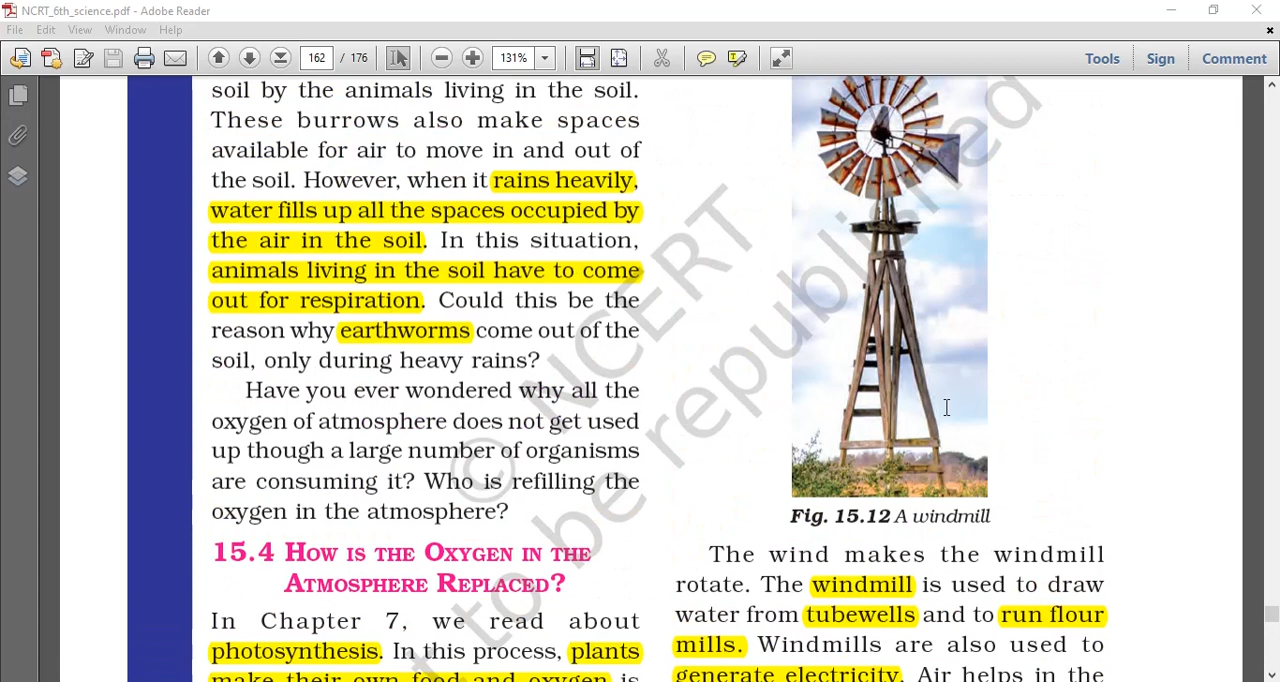 NCRT_6th_science.pdf - Adobe Reader
File Edit View Window Help
162 / 176 131% Tools Sign Comment
soil by the animals living in the soil.
These burrows also make spaces
available for air to move in and out of
the soil. However, when it rains heavily,
water fills up all the spaces occupied by
the air in the soil. In this situation,
animals living in the soil have to come
out for respiration. Could this be the
reason why earthworms come out of the
soil, only during heavy rains?
Have you ever wondered why all the
oxygen of atmosphere does not get used
up though a large number of organisms
are consuming it? Who is refilling the
oxygen in the atmosphere?
15.4 How is the Oxygen in the
Atmosphere Replaced?
In Chapter 7, we read about
photosynthesis. In this process, plants
make their own food and oxygen is
Fig. 15.12 A windmill
The wind makes the windmill
rotate. The windmill is used to draw
water from tubewells and to run flour
mills. Windmills are also used to
generate electricity. Air helps in the
© NCERT
t to be republished